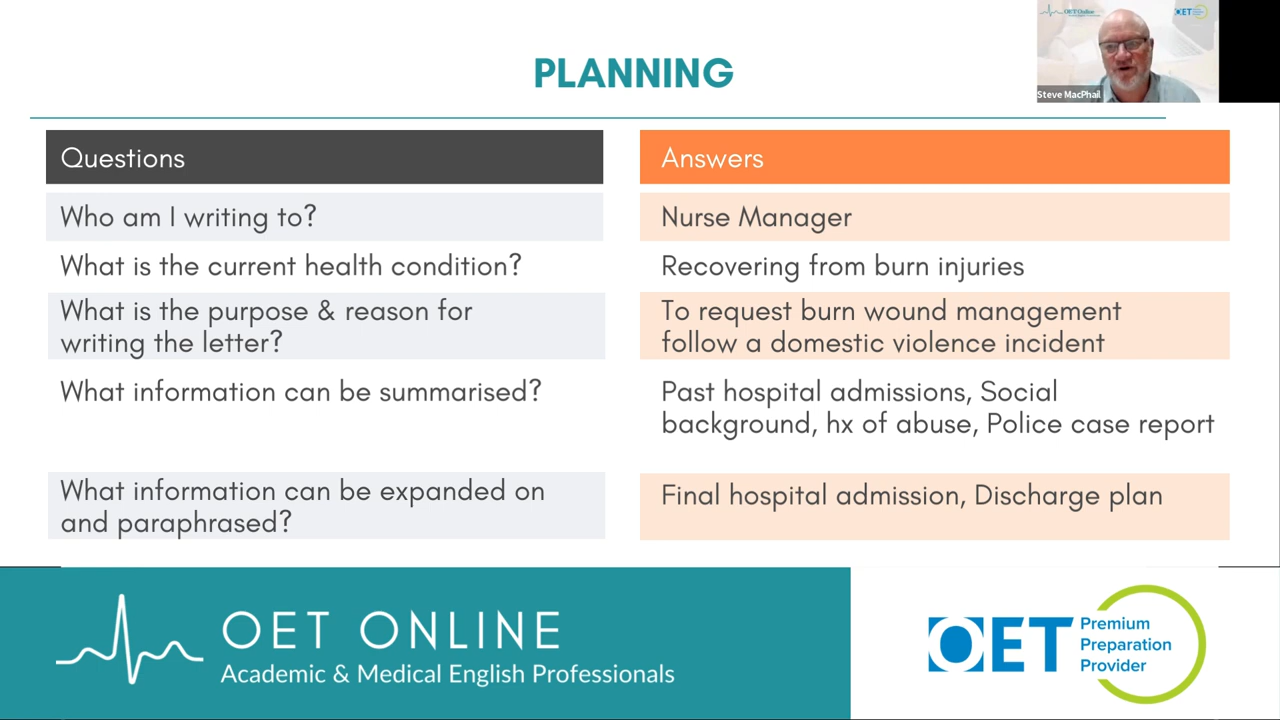 PLANNING
OET Online
OET
Steve MacPhail
Questions
Answers
Who am I writing to?
Nurse Manager
What is the current health condition?
Recovering from burn injuries
What is the purpose & reason for
writing the letter?
To request burn wound management
follow a domestic violence incident
What information can be summarised?
Past hospital admissions, Social
background, hx of abuse, Police case report
What information can be expanded on
and paraphrased?
Final hospital admission, Discharge plan
OET ONLINE
Academic & Medical English Professionals
OET
Premium
Preparation
Provider